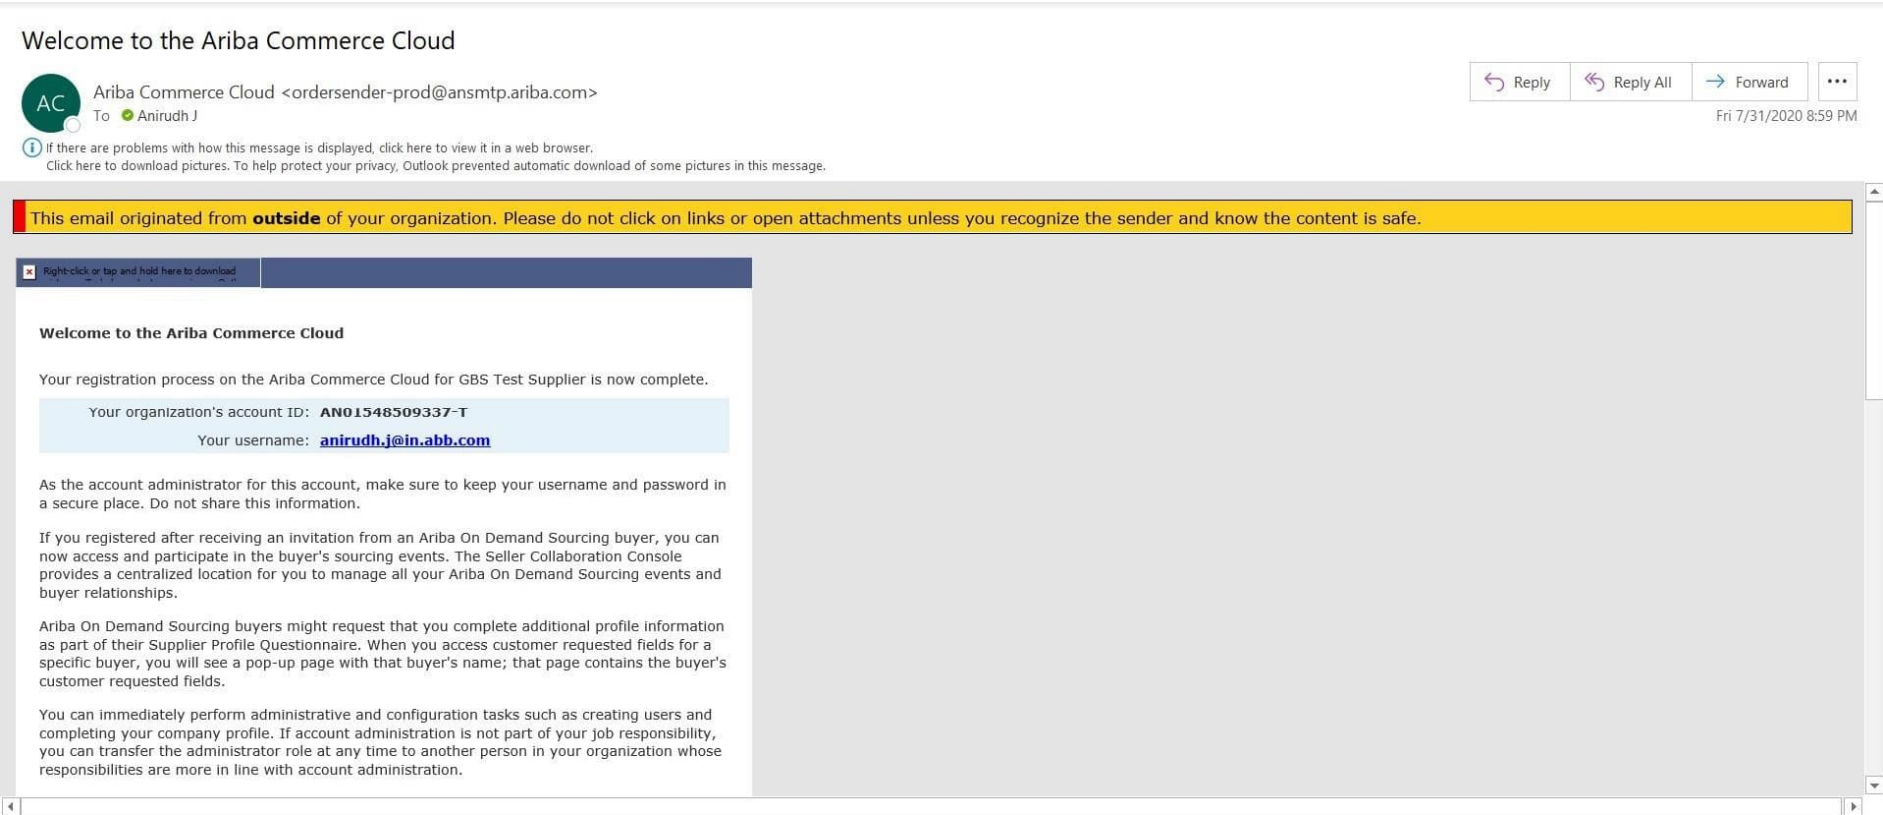 Welcome to the Ariba Commerce Cloud
AC
Ariba Commerce Cloud <ordersender-prod@ansmtp.ariba.com>
To Anirudh J
Reply
Reply All
Forward
Fri 7/31/2020 8:59 PM
If there are problems with how this message is displayed, click here to view it in a web browser.
Click here to download pictures. To help protect your privacy, Outlook prevented automatic download of some pictures in this message.
This email originated from outside of your organization. Please do not click on links or open attachments unless you recognize the sender and know the content is safe.
Right-click or tap and hold here to download
Welcome to the Ariba Commerce Cloud
Your registration process on the Ariba Commerce Cloud for GBS Test Supplier is now complete.
Your organization's account ID: AN01548509337-T
Your username: anirudh.j@in.abb.com
As the account administrator for this account, make sure to keep your username and password in
a secure place. Do not share this information.
If you registered after receiving an invitation from an Ariba On Demand Sourcing buyer, you can
now access and participate in the buyer's sourcing events. The Seller Collaboration Console
provides a centralized location for you to manage all your Ariba On Demand Sourcing events and
buyer relationships.
Ariba On Demand Sourcing buyers might request that you complete additional profile information
as part of their Supplier Profile Questionnaire. When you access customer requested fields for a
specific buyer, you will see a pop-up page with that buyer's name; that page contains the buyer's
customer requested fields.
You can immediately perform administrative and configuration tasks such as creating users and
completing your company profile. If account administration is not part of your job responsibility,
you can transfer the administrator role at any time to another person in your organization whose
responsibilities are more in line with account administration.